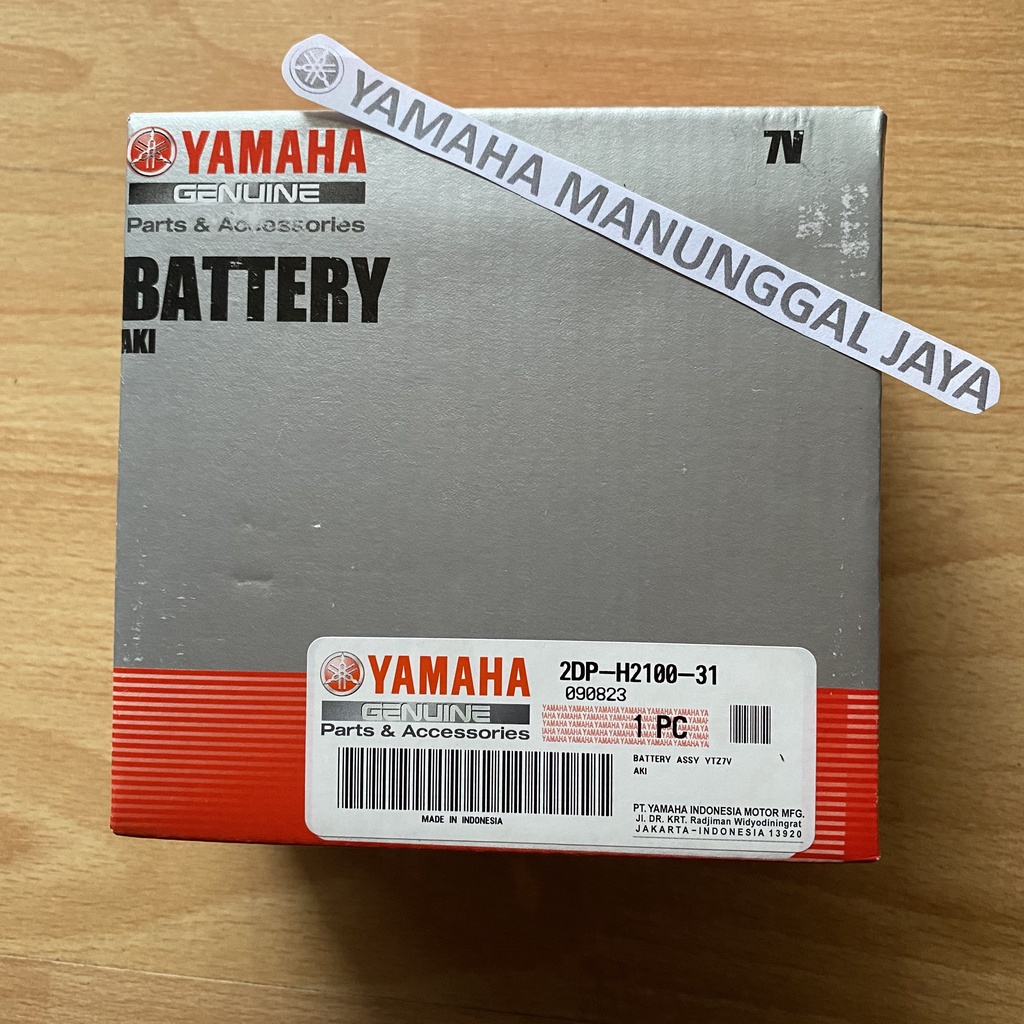 YAMAHA MANUNGGAL JAYA
YAMAHA
GENUINE
Parts & Accessories
7V
BATTERY
AKI
YAMAHA
GENUINE
Parts & Accessories
MADE IN INDONESIA
2DP-H2100-31
090823
1 PC
BATTERY ASSY YTZ7V
AKI
PT. YAMAHA INDONESIA MOTOR MFG.
Jl. DR. KRT. Radjiman Widyodiningrat
JAKARTA-INDONESIA 13920